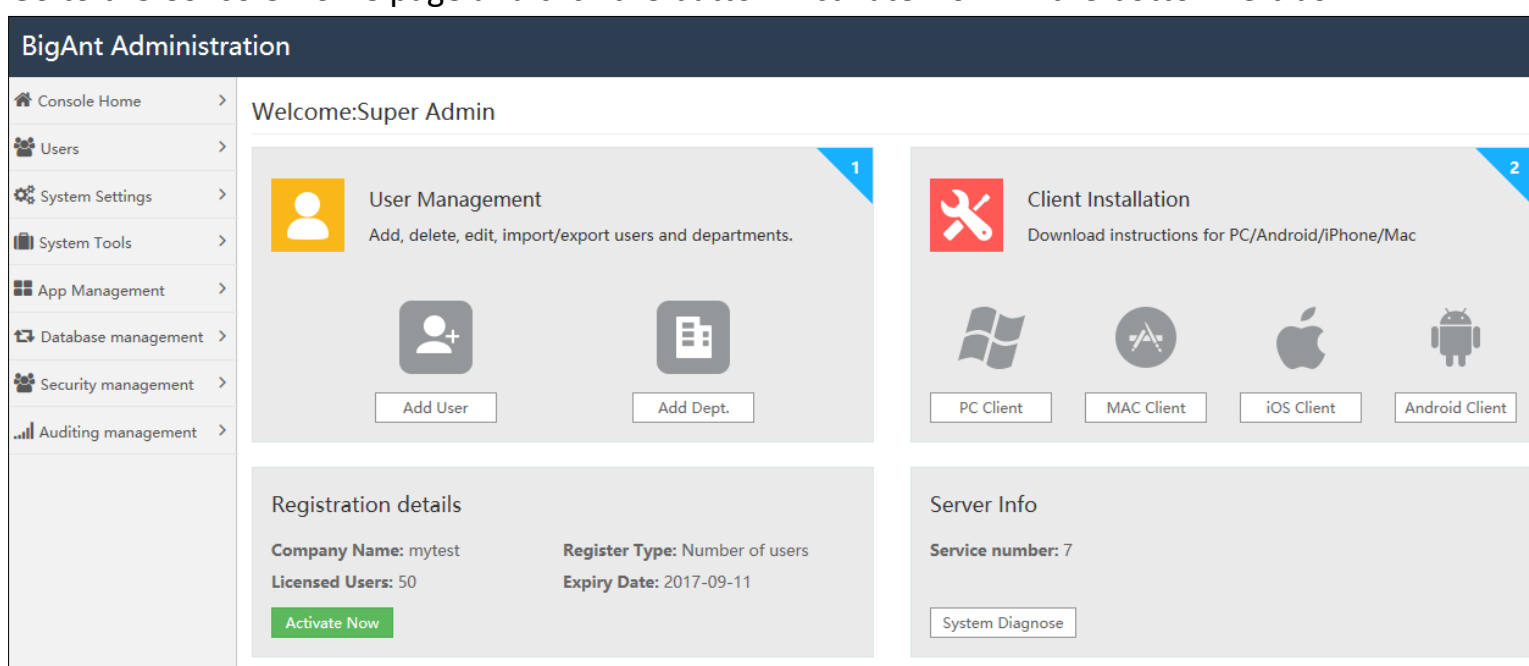 BigAnt Administration
Console Home
Users
System Settings
System Tools
App Management
Database management
Security management
Auditing management
Welcome:Super Admin
1
User Management
Add, delete, edit, import/export users and departments.
Add User
Add Dept.
2
Client Installation
Download instructions for PC/Android/iPhone/Mac
PC Client
MAC Client
iOS Client
Android Client
Registration details
Company Name: mytest
Register Type: Number of users
Licensed Users: 50
Expiry Date: 2017-09-11
Activate Now
Server Info
Service number: 7
System Diagnose